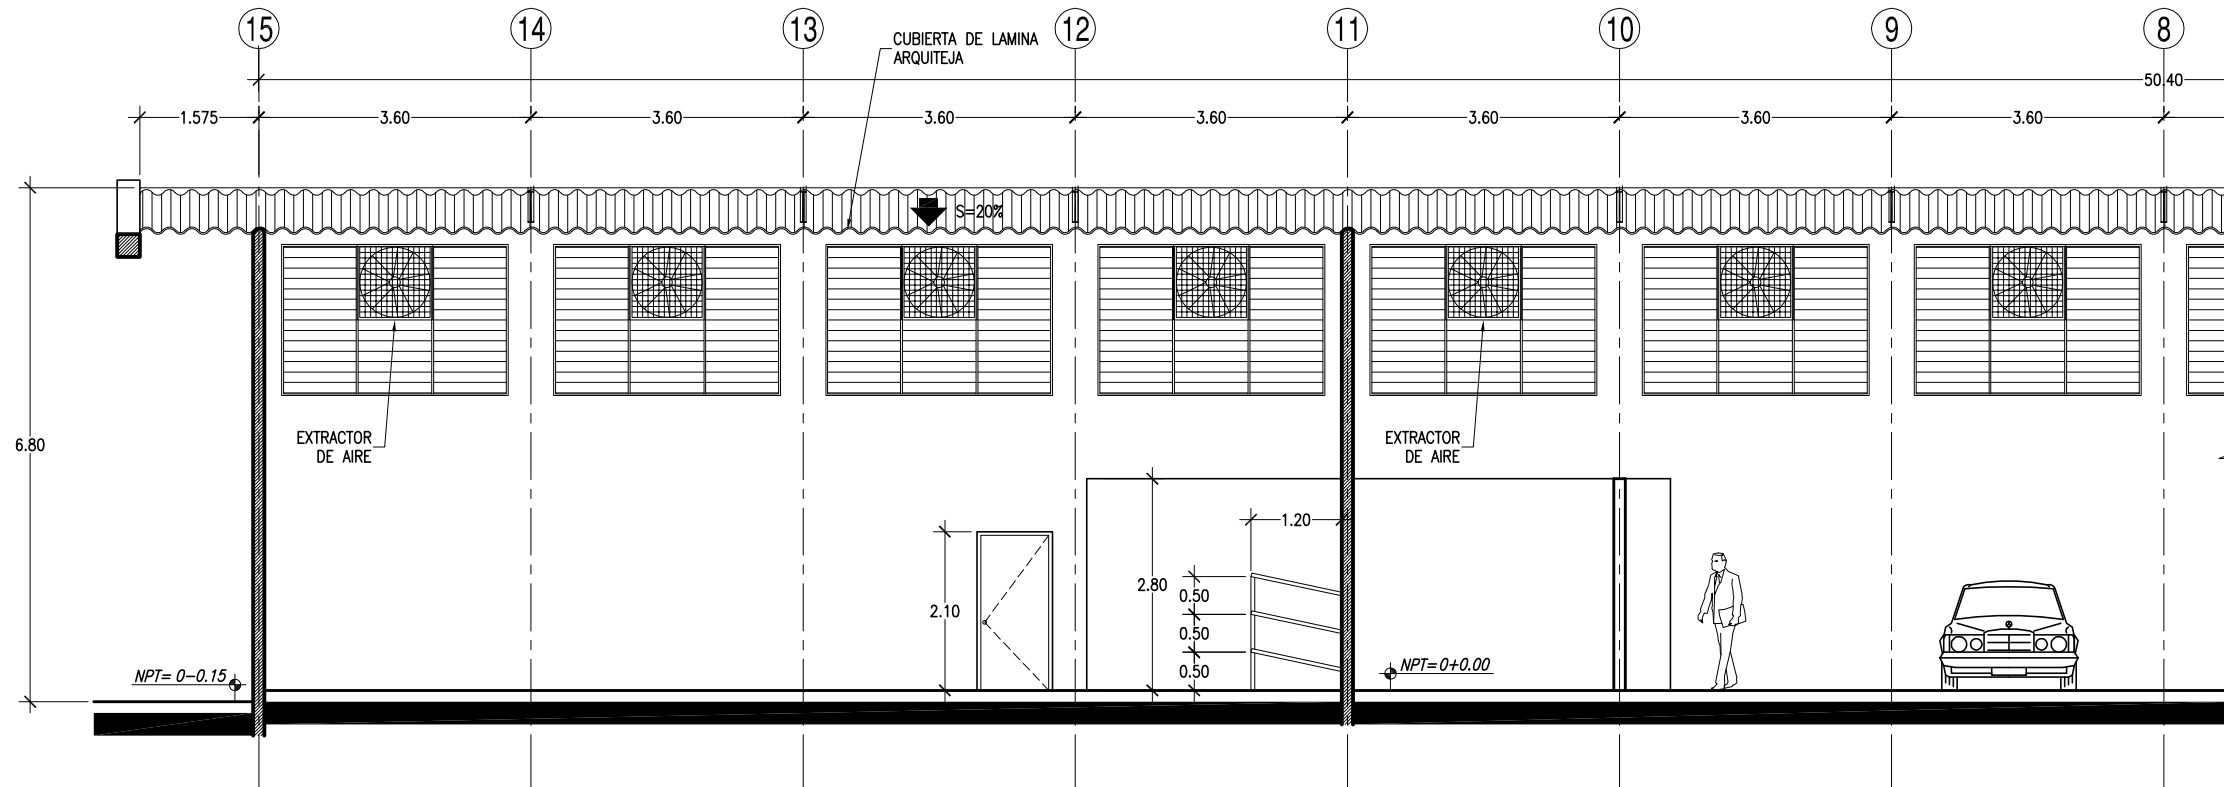 15 14 13 12 11 10 9 8
CUBIERTA DE LAMINA
ARQUITEJA
50.40
1.575 3.60 3.60 3.60 3.60 3.60 3.60 3.60
S=20%
EXTRACTOR
DE AIRE
EXTRACTOR
DE AIRE
6.80
1.20
2.80
0.50
2.10
0.50
0.50
NPT= 0-0.15
NPT=0+0.00